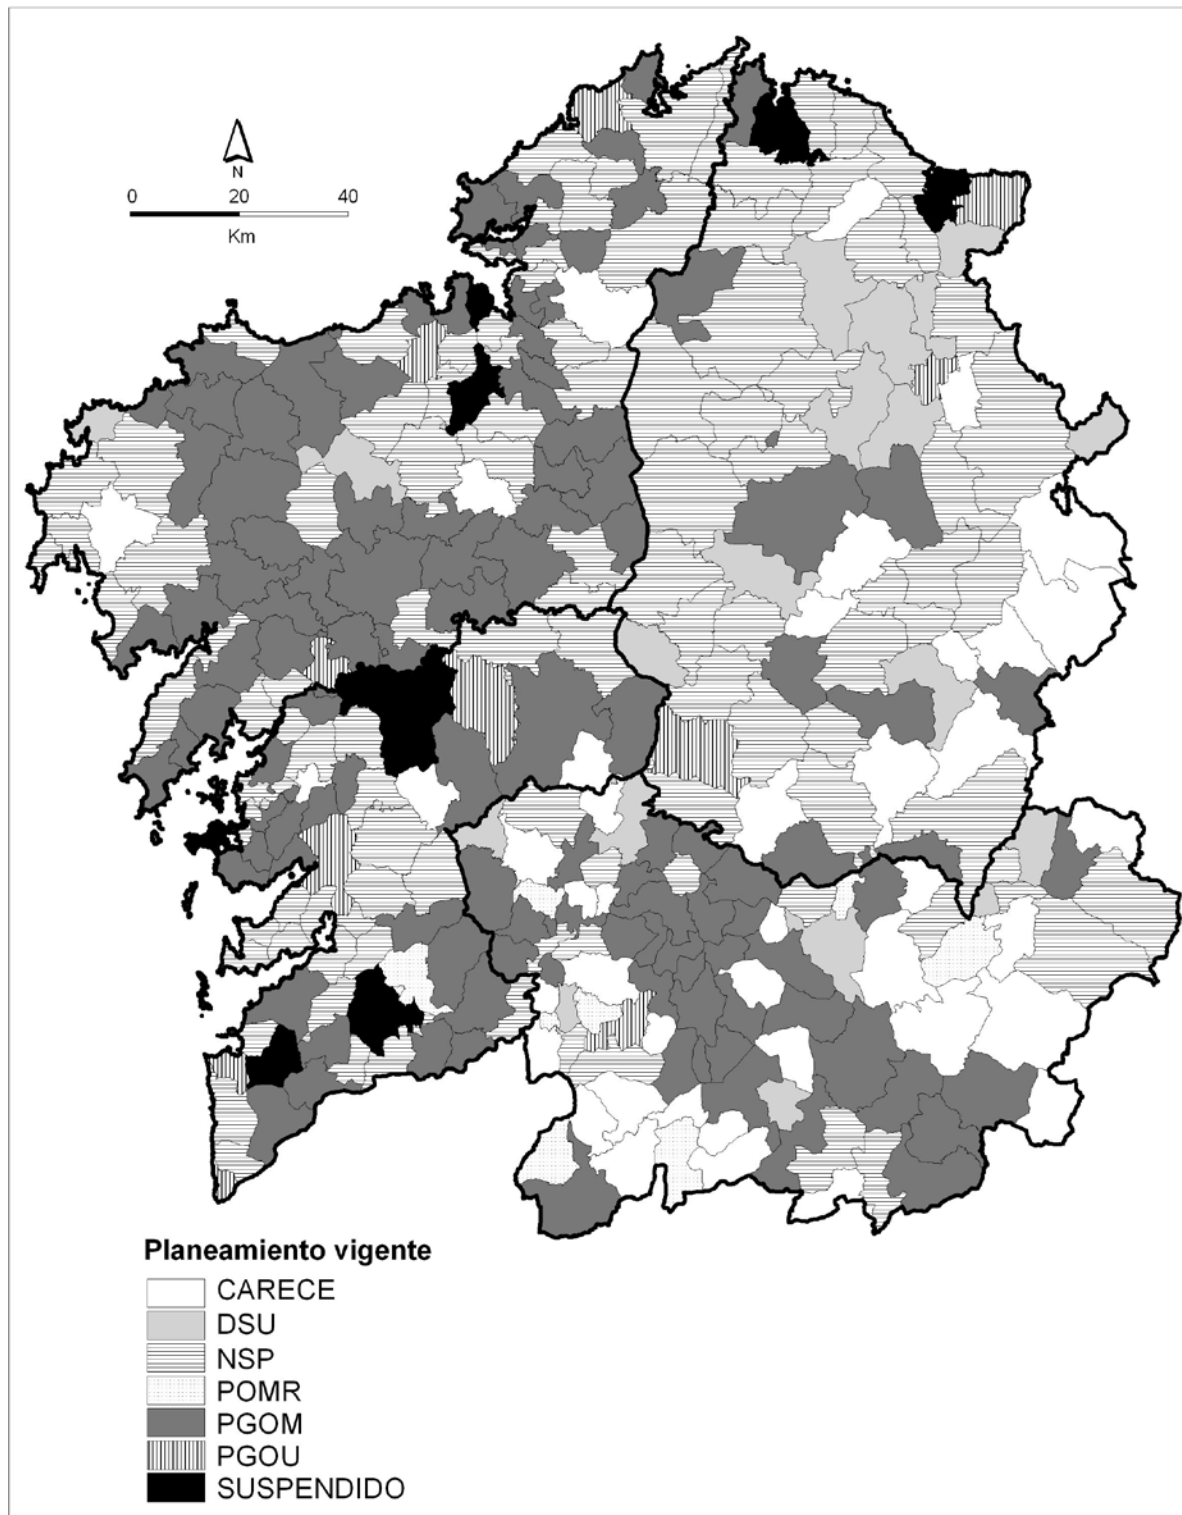 N
0 20 40
Km
Planeamiento vigente
CARECE
DSU
NSP
POMR
PGOM
PGOU
SUSPENDIDO